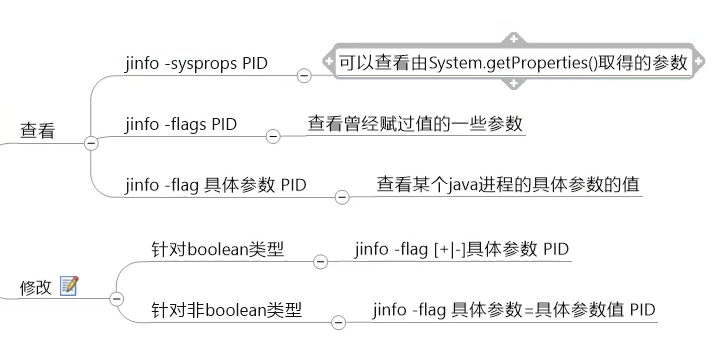 查看
jinfo -sysprops PID
可以查看由System.getProperties()取得的参数
jinfo -flags PID
查看曾经赋过值的一些参数
jinfo -flag 具体参数 PID
查看某个java进程的具体参数的值
修改
针对boolean类型
jinfo -flag [+|-]具体参数 PID
针对非boolean类型
jinfo -flag 具体参数=具体参数值 PID